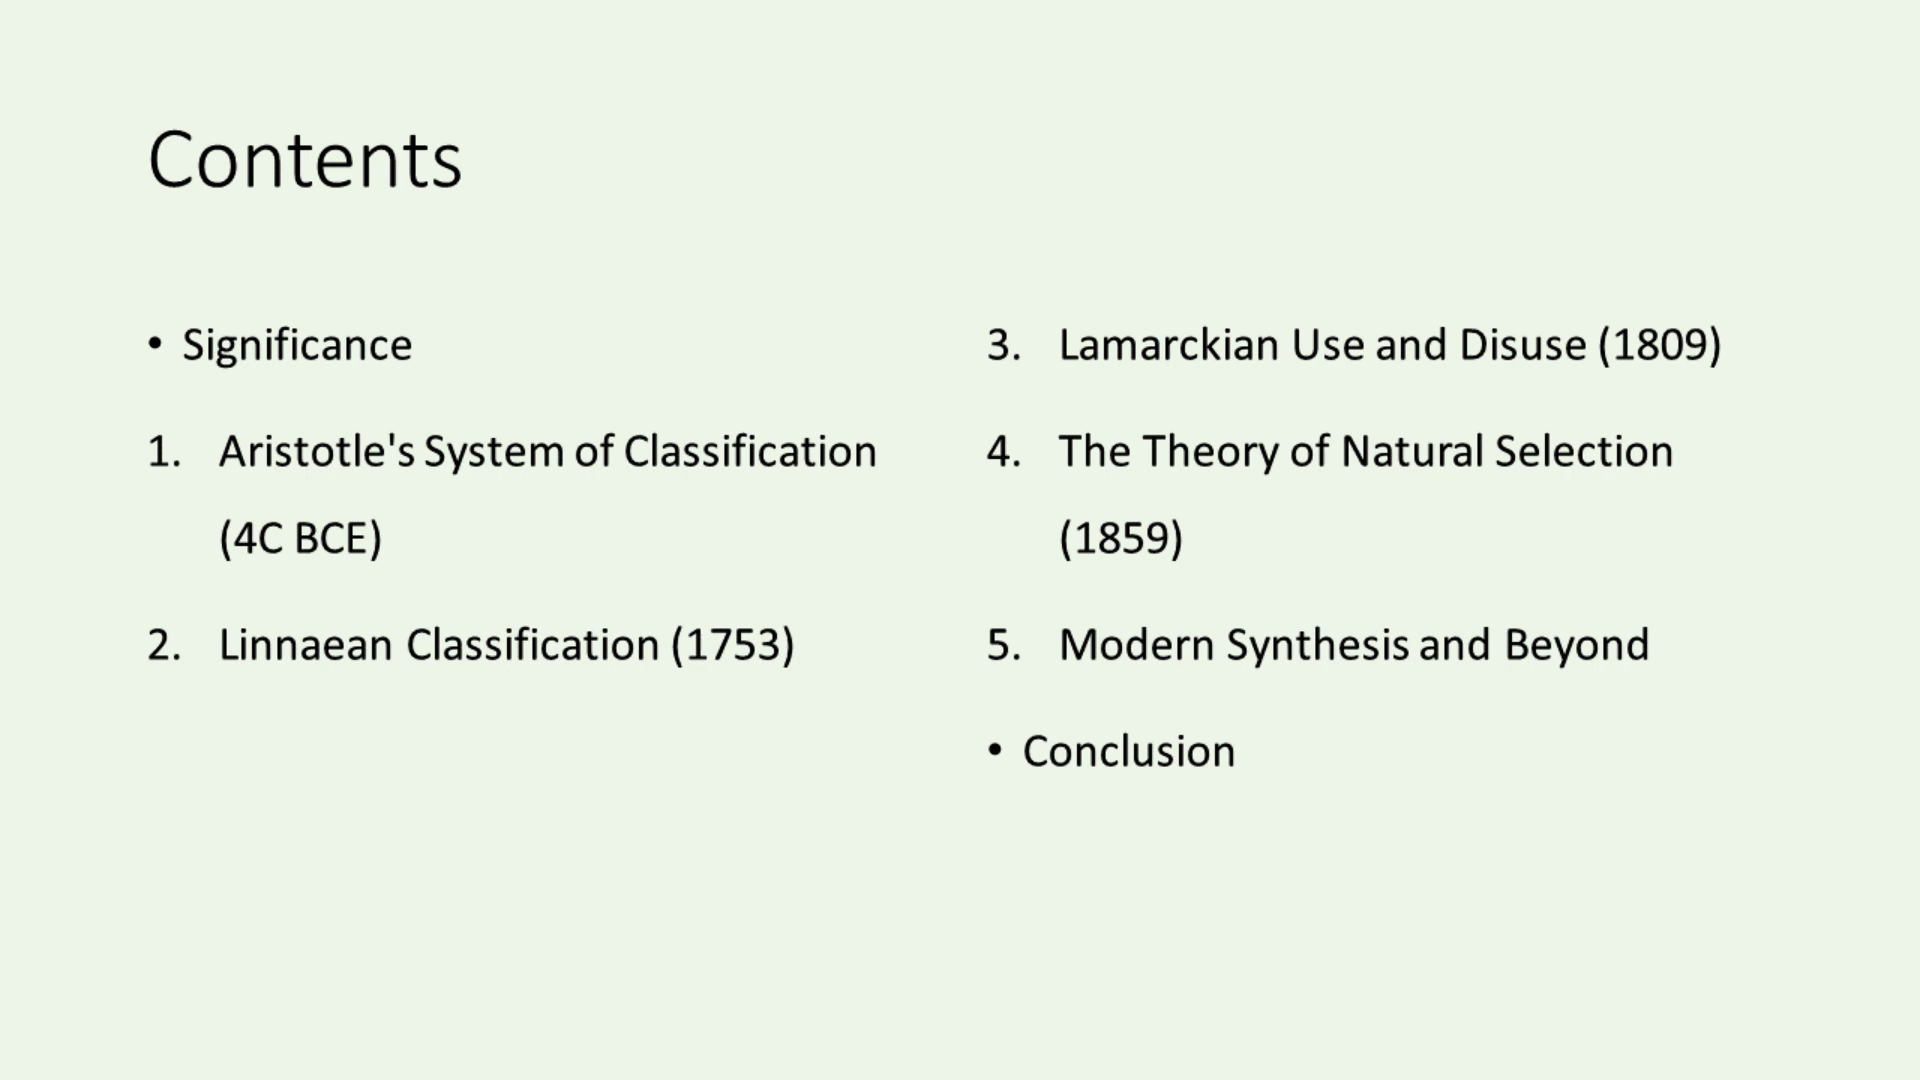 Contents
• Significance
1. Aristotle's System of Classification
(4C BCE)
2. Linnaean Classification (1753)
3. Lamarckian Use and Disuse (1809)
4. The Theory of Natural Selection
(1859)
5. Modern Synthesis and Beyond
• Conclusion